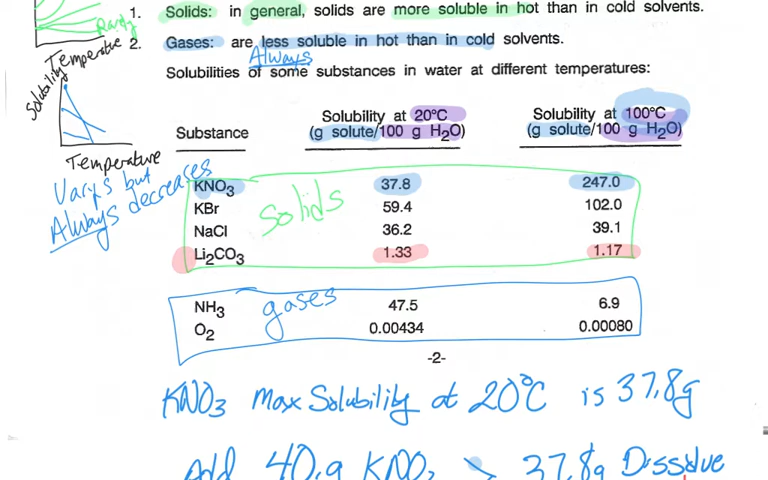 Rarely
1. Solids: in general, solids are more soluble in hot than in cold solvents.
Temperature
2. Gases: are less soluble in hot than in cold solvents.
Always
Solubility
Solubilities of some substances in water at different temperatures:
Substance
Solubility at 20°C
(g solute/100 g H₂O)
Solubility at 100°C
(g solute/100 g H₂O)
Temperature
Varys but
Always decreases
KNO₃ 37.8 247.0
KBr 59.4 102.0
NaCl 36.2 39.1
Li₂CO₃ 1.33 1.17
Solids
NH₃ 47.5 6.9
O₂ 0.00434 0.00080
gases
-2-
KNO₃ Max Solubility at 20°C is 37.8g
Add 40.g KNO₃ 37.8g Dissolve